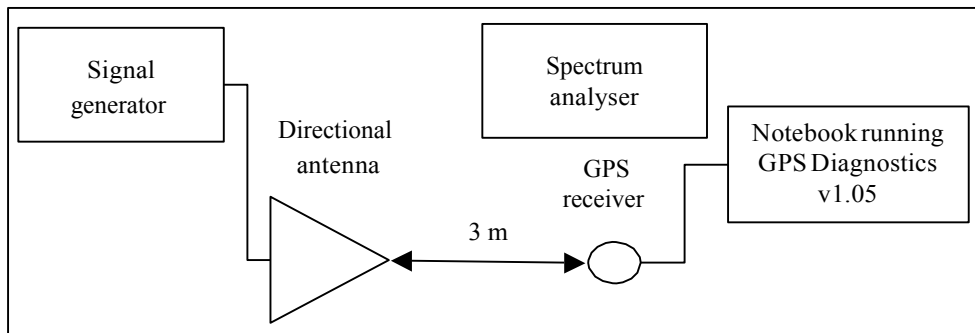 Signal
generator
Directional
antenna
3 m
Spectrum
analyser
GPS
receiver
Notebook running
GPS Diagnostics
v1.05